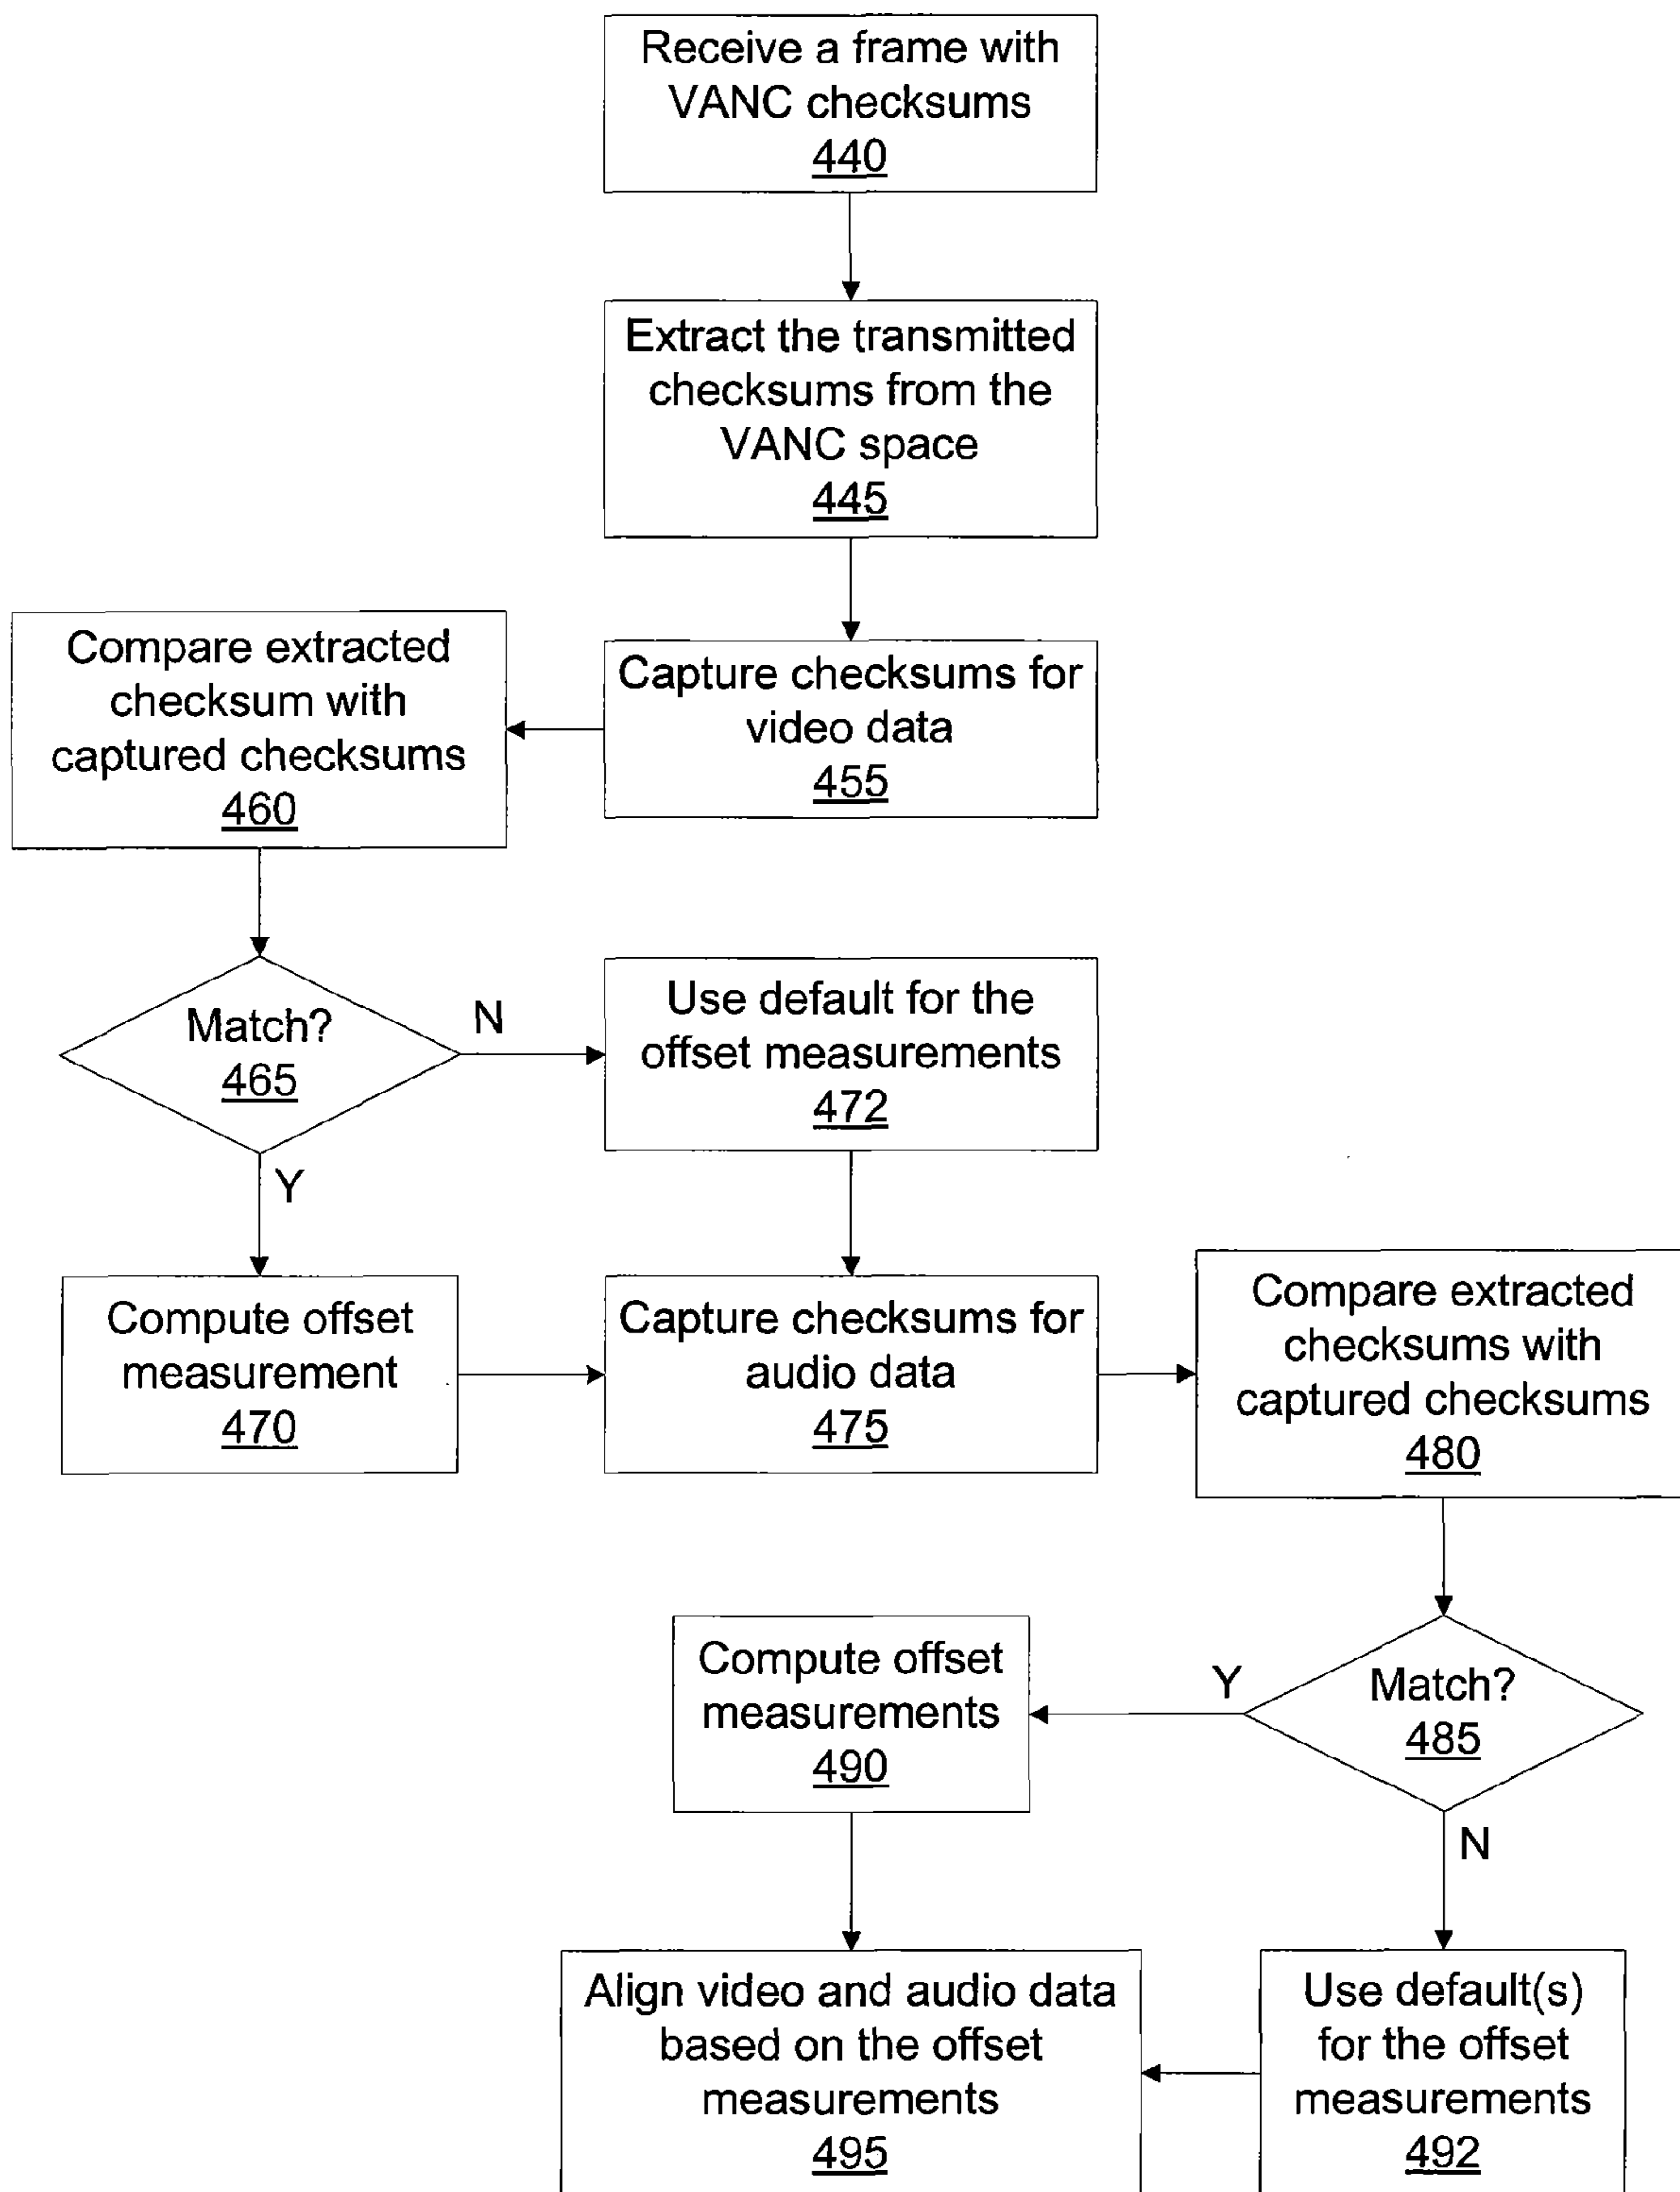 Receive a frame with
VANC checksums
440
Extract the transmitted
checksums from the
VANC space
445
Compare extracted
checksum with
captured checksums
460
Capture checksums for
video data
455
Match?
465
N
Y
Use default for the
offset measurements
472
Compute offset
measurement
470
Capture checksums for
audio data
475
Compare extracted
checksums with
captured checksums
480
Compute offset
measurements
490
Y
Match?
485
N
Align video and audio data
based on the offset
measurements
495
Use default(s)
for the offset
measurements
492